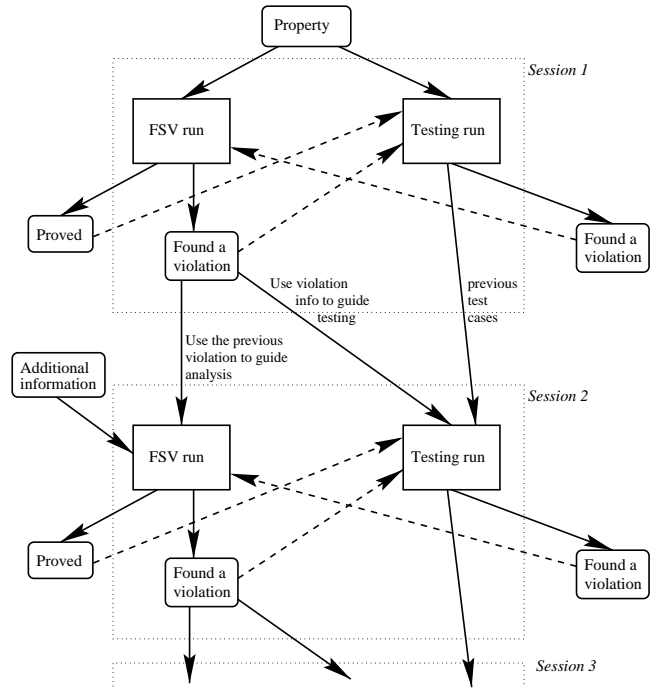 Property
Session 1
FSV run
Testing run
Proved
Found a
violation
Found a
violation
Use violation
info to guide
testing
previous
test
cases
Use the previous
violation to guide
analysis
Additional
information
Session 2
FSV run
Testing run
Proved
Found a
violation
Found a
violation
Session 3